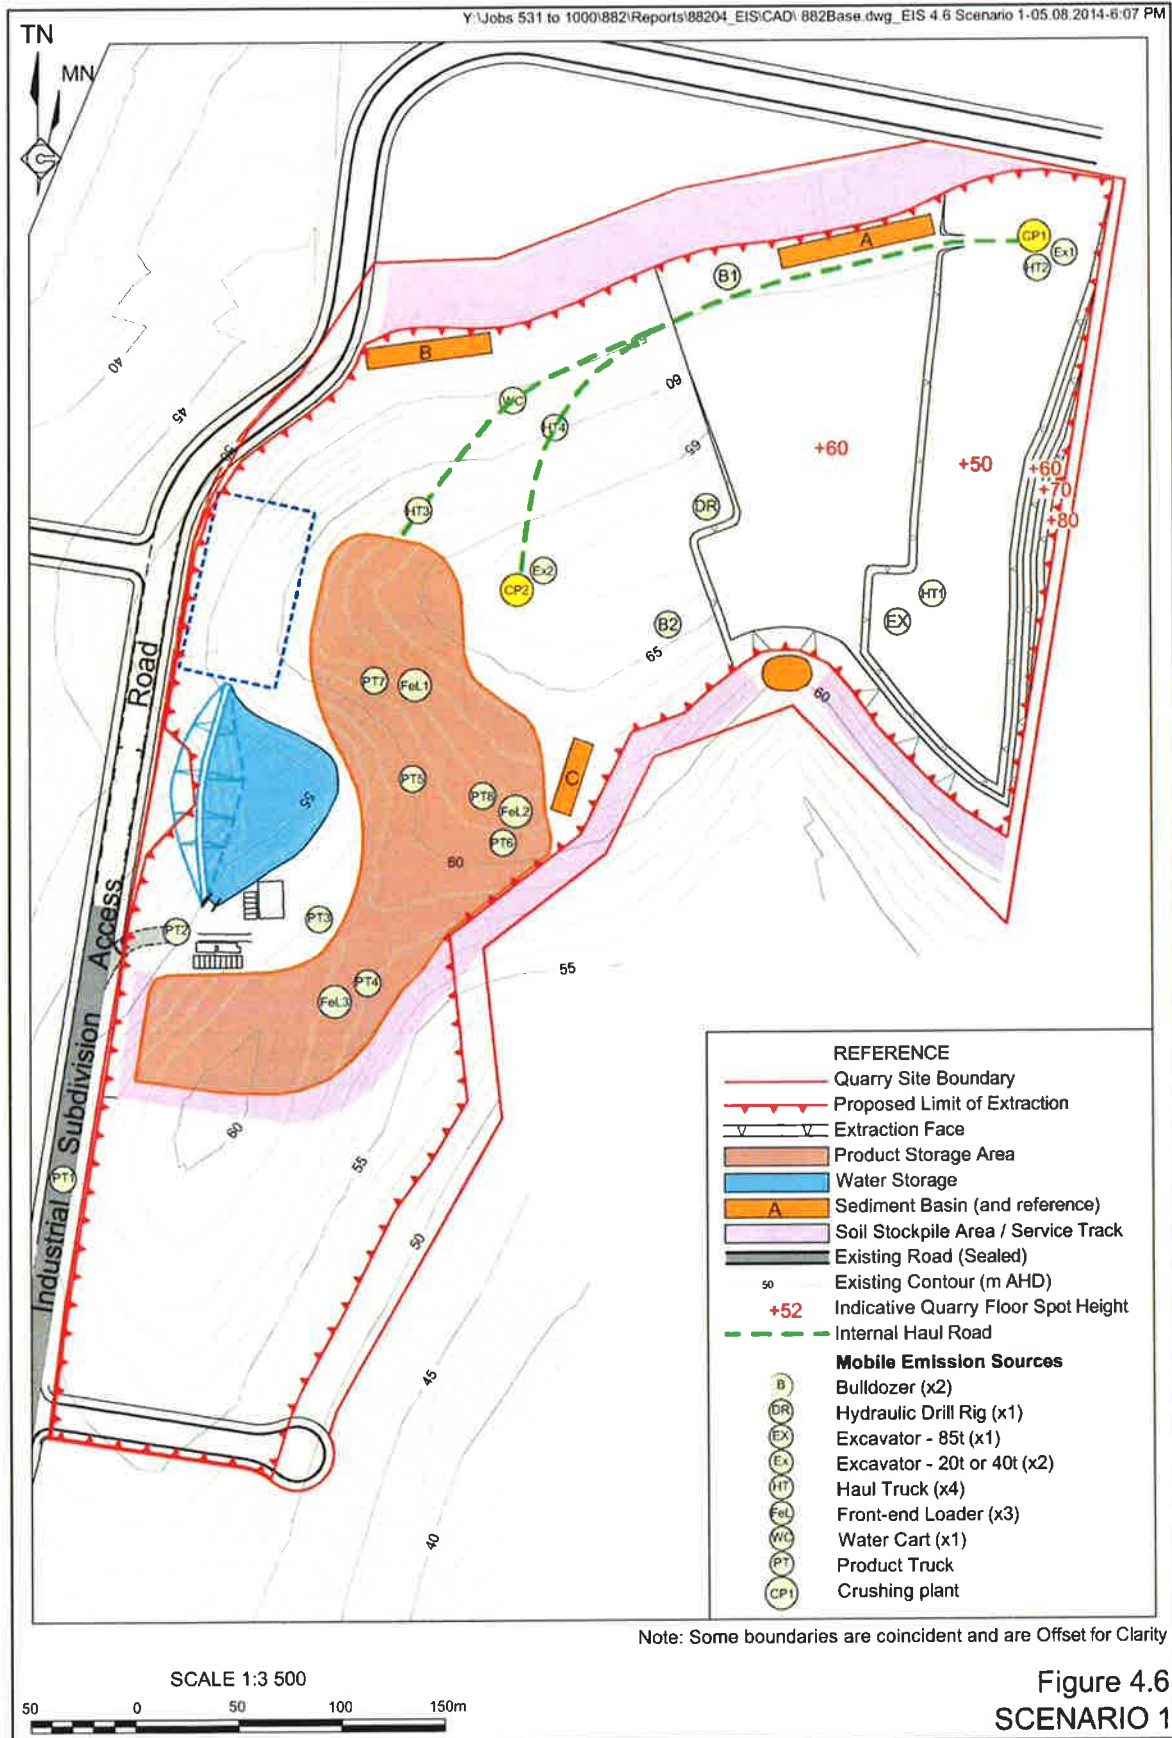 Y:\Jobs 531 to 1000\882\Reports\88204_EIS\CAD\ 882Base.dwg_EIS 4.6 Scenario 1-05.08.2014-6:07 PM
TN
MN
CP1
Ex1
HT2
A
B1
B
40
45
WC
HT4
60
65
+60
+50
+60
+70
+80
HT3
DR
Ex2
CP2
HT1
EX
B2
65
60
Road
PT7
FeL1
PT5
PT8
FeL2
PT6
C
55
60
Access
PT2
PT3
PT4
FeL3
55
Subdivision
60
55
PT1
50
Industrial
45
40
REFERENCE
Quarry Site Boundary
Proposed Limit of Extraction
Extraction Face
Product Storage Area
Water Storage
A Sediment Basin (and reference)
Soil Stockpile Area / Service Track
Existing Road (Sealed)
50 Existing Contour (m AHD)
+52 Indicative Quarry Floor Spot Height
Internal Haul Road
Mobile Emission Sources
B Bulldozer (x2)
DR Hydraulic Drill Rig (x1)
EX Excavator - 85t (x1)
Ex Excavator - 20t or 40t (x2)
HT Haul Truck (x4)
FeL Front-end Loader (x3)
WC Water Cart (x1)
PT Product Truck
CP1 Crushing plant
Note: Some boundaries are coincident and are Offset for Clarity
SCALE 1:3 500
50 0 50 100 150m
Figure 4.6
SCENARIO 1